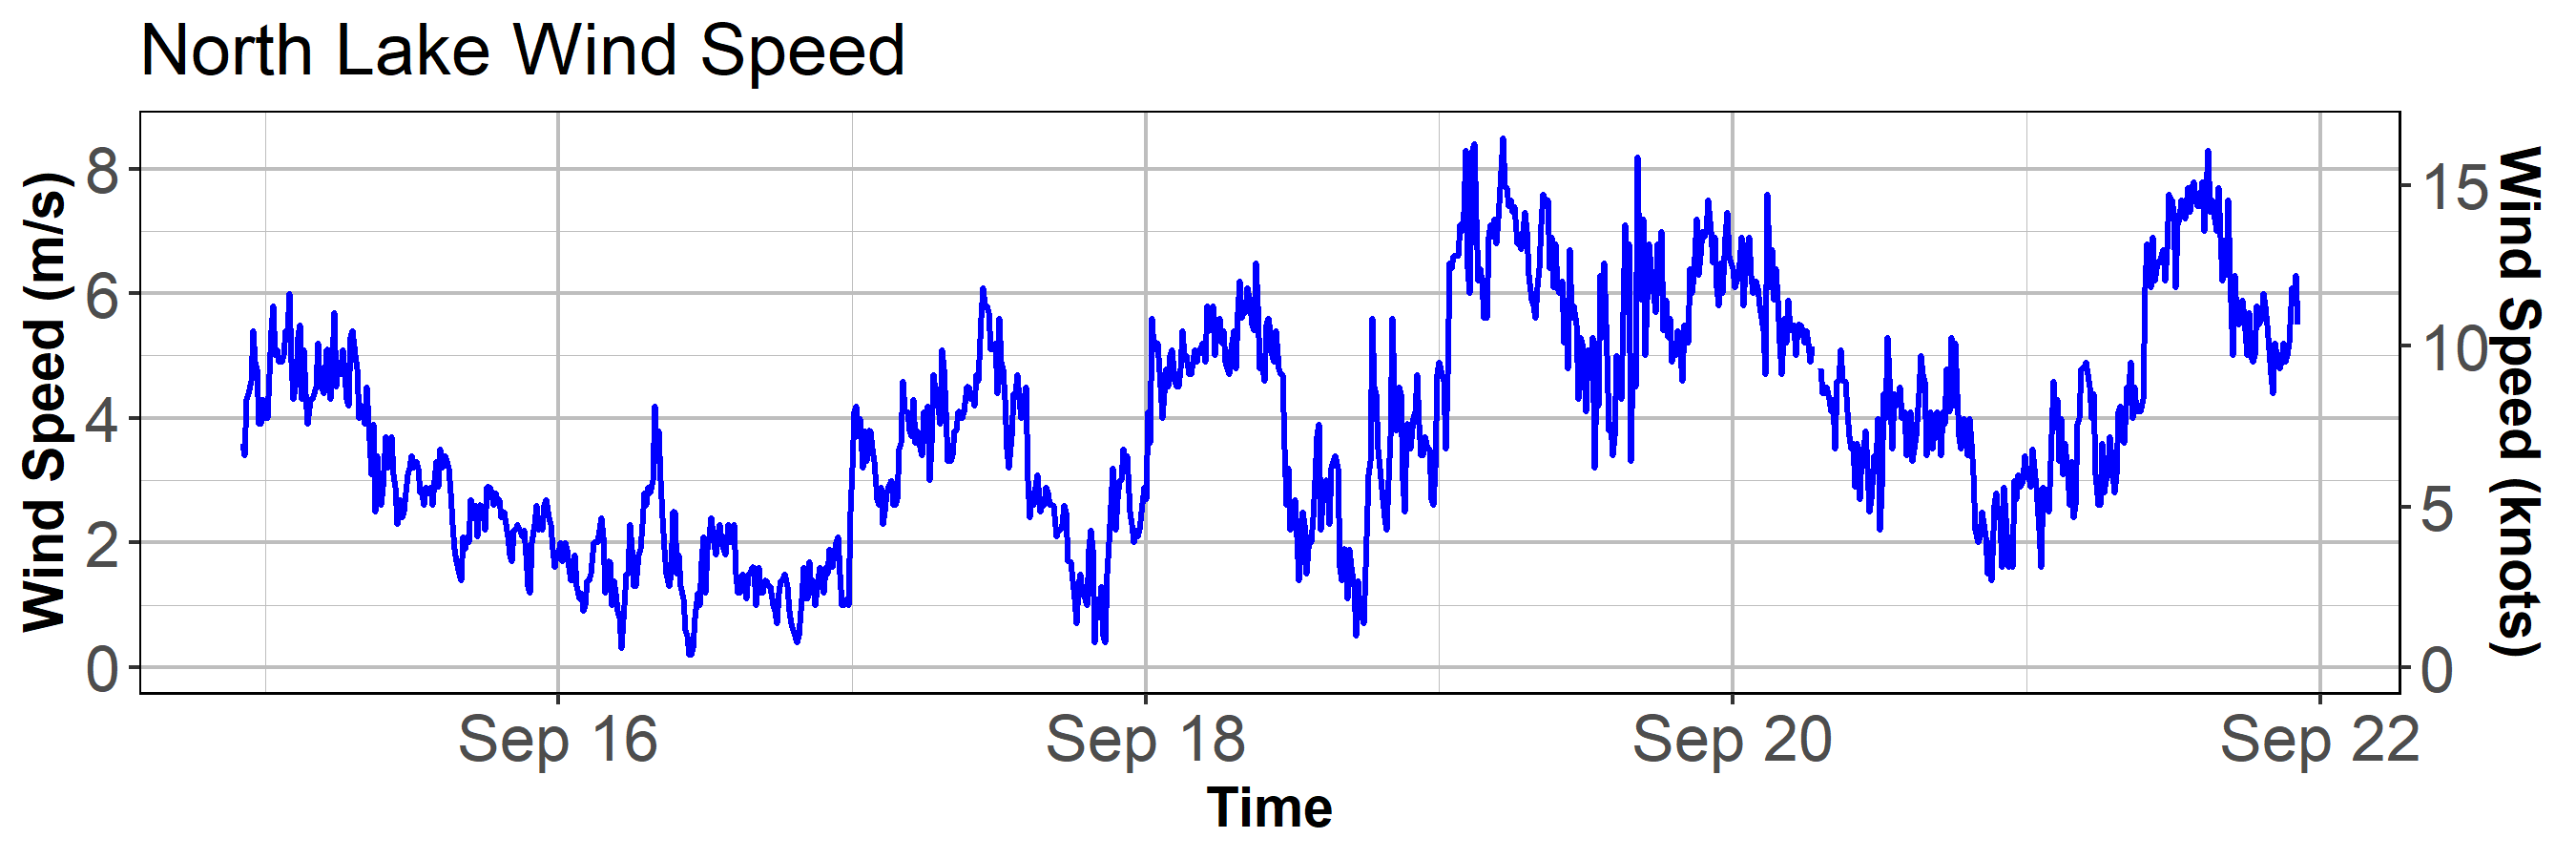 North Lake Wind Speed
Wind Speed (m/s)
8
6
4
2
0
Wind Speed (knots)
15
10
5
0
Sep 16
Sep 18
Sep 20
Sep 22
Time